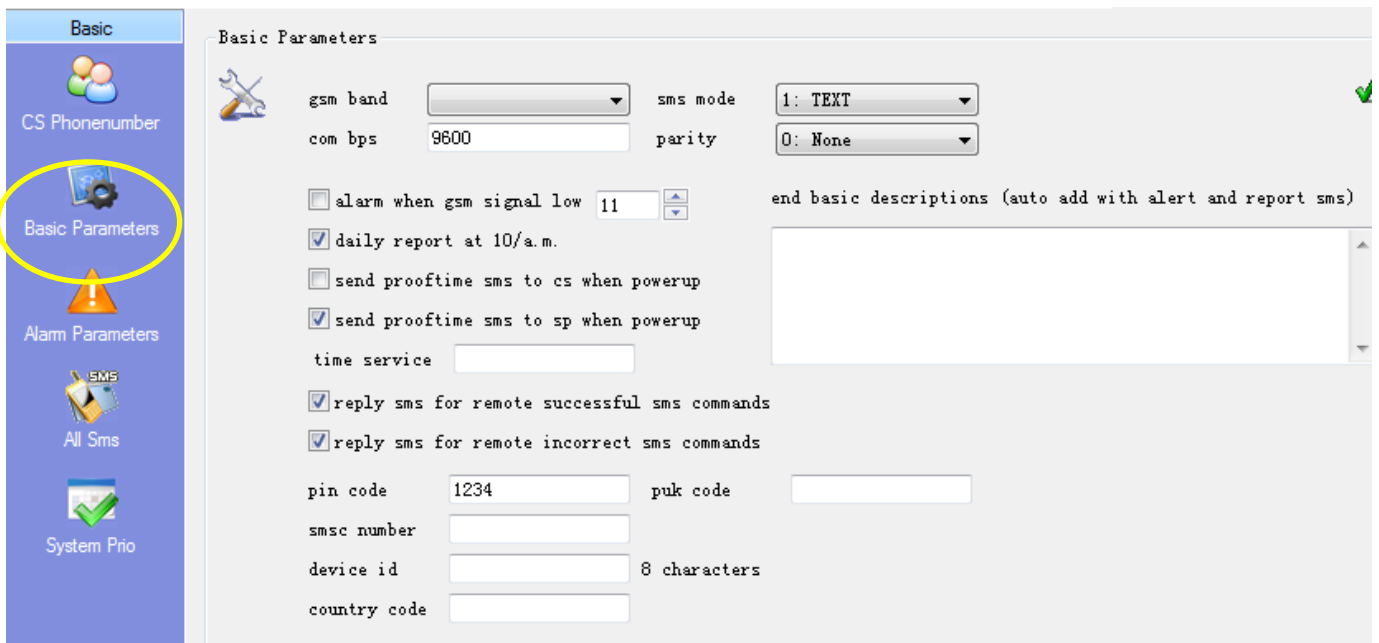 Basic
CS Phonenumber
Basic Parameters
Alarm Parameters
SMS
All Sms
System Prio
Basic Parameters
gsm band sms mode 1: TEXT
com bps 9600 parity 0: None
alarm when gsm signal low 11 end basic descriptions (auto add with alert and report sms)
daily report at 10/a.m.
send prooftime sms to cs when powerup
send prooftime sms to sp when powerup
time service
reply sms for remote successful sms commands
reply sms for remote incorrect sms commands
pin code 1234 puk code
smsc number
device id 8 characters
country code